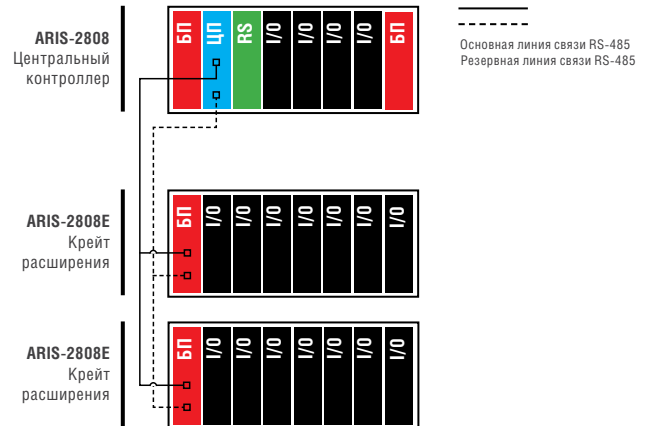 ARIS-2808
Центральный
контроллер
БП
ЦП
RS
I/O
I/O
I/O
I/O
БП
Основная линия связи RS-485
Резервная линия связи RS-485
ARIS-2808E
Крейт
расширения
БП
I/O
I/O
I/O
I/O
I/O
I/O
I/O
ARIS-2808E
Крейт
расширения
БП
I/O
I/O
I/O
I/O
I/O
I/O
I/O